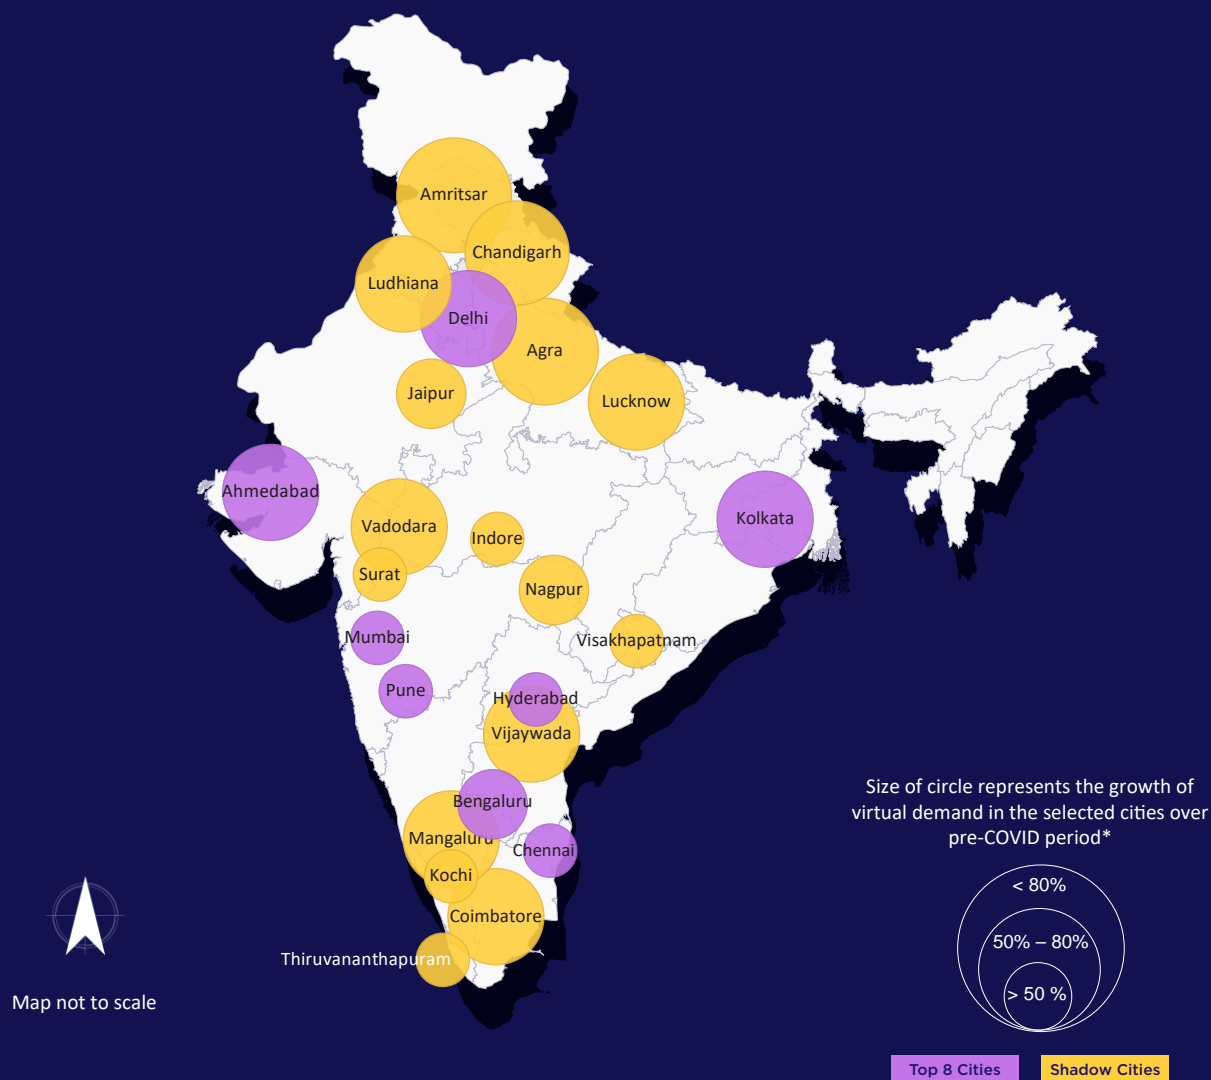 Amritsar
Chandigarh
Ludhiana
Delhi
Agra
Jaipur
Lucknow
Ahmedabad
Kolkata
Vadodara
Indore
Surat
Nagpur
Mumbai
Visakhapatnam
Pune
Hyderabad
Vijaywada
Bengaluru
Mangaluru
Chennai
Kochi
Coimbatore
Thiruvananthapuram
Map not to scale
Size of circle represents the growth of
virtual demand in the selected cities over
pre-COVID period*
< 80%
50% – 80%
> 50 %
Top 8 Cities
Shadow Cities